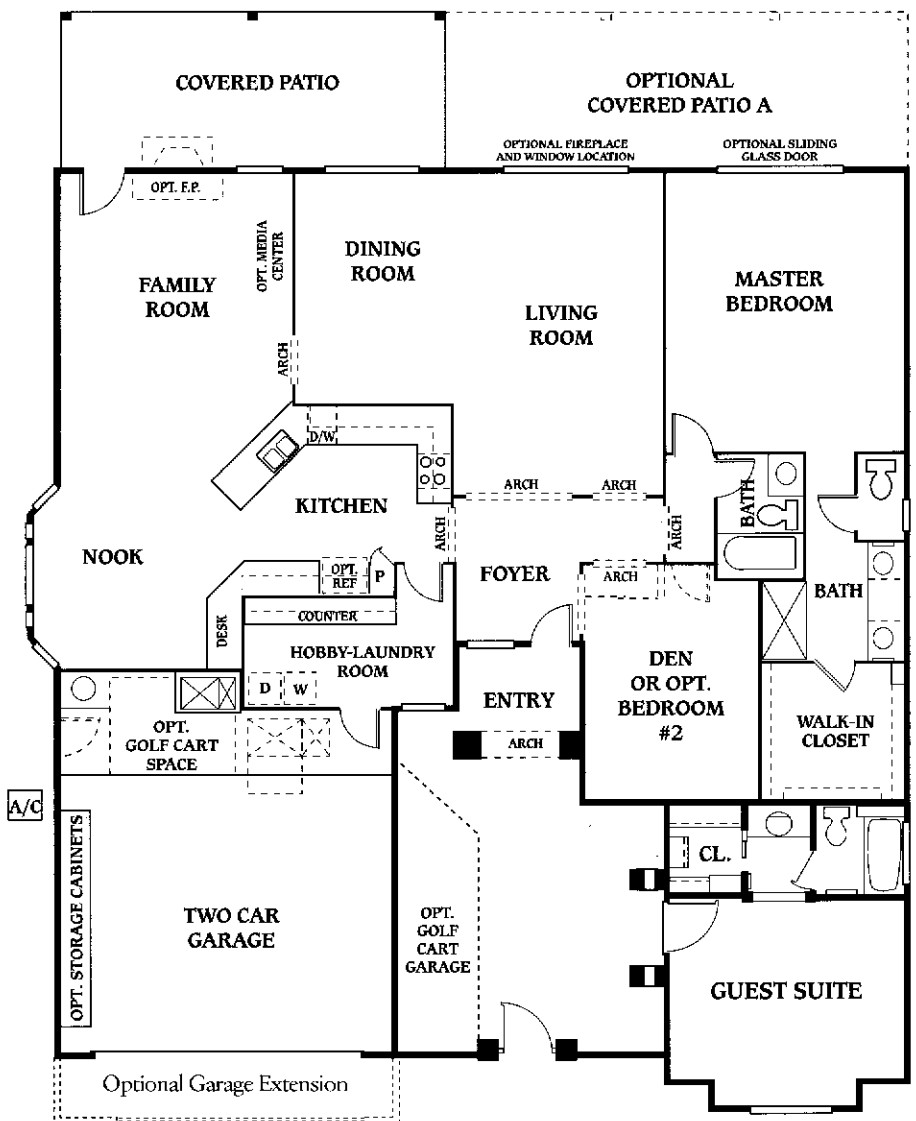 COVERED PATIO
OPTIONAL
COVERED PATIO A
OPTIONAL FIREPLACE
AND WINDOW LOCATION
OPTIONAL SLIDING
GLASS DOOR
OPT. F.P.
OPT. MEDIA
CENTER
FAMILY
ROOM
DINING
ROOM
LIVING
ROOM
MASTER
BEDROOM
ARCH
D/W
KITCHEN
ARCH
ARCH
ARCH
ARCH
BATH
NOOK
OPT.
REF
P
FOYER
ARCH
BATH
DESK
COUNTER
HOBBY-LAUNDRY
ROOM
D
W
ENTRY
DEN
OR OPT.
BEDROOM
#2
WALK-IN
CLOSET
OPT.
GOLF CART
SPACE
ARCH
A/C
OPT. STORAGE CABINETS
TWO CAR
GARAGE
OPT.
GOLF
CART
GARAGE
CL.
GUEST SUITE
Optional Garage Extension